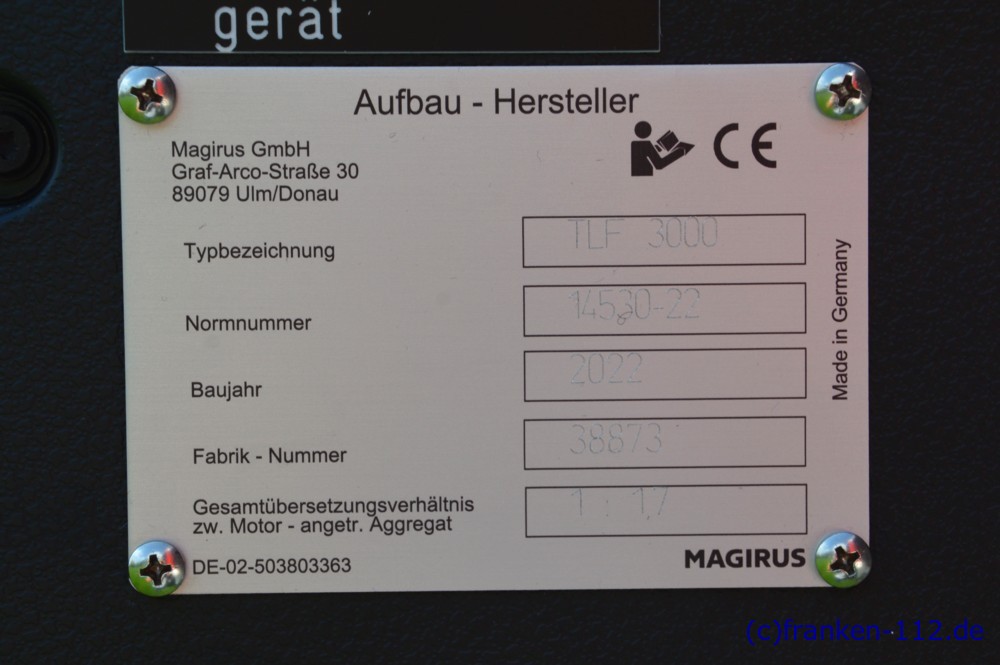 gerät
Aufbau - Hersteller
Magirus GmbH
Graf-Arco-Straße 30
89079 Ulm/Donau
CE
Typbezeichnung TLF 3000
Normnummer 14530-22
Baujahr 2022
Fabrik - Nummer 38673
Gesamtübersetzungsverhältnis
zw. Motor - angetr. Aggregat 1 : 1,7
Made in Germany
DE-02-503803363
MAGIRUS
(c)franken-112.de